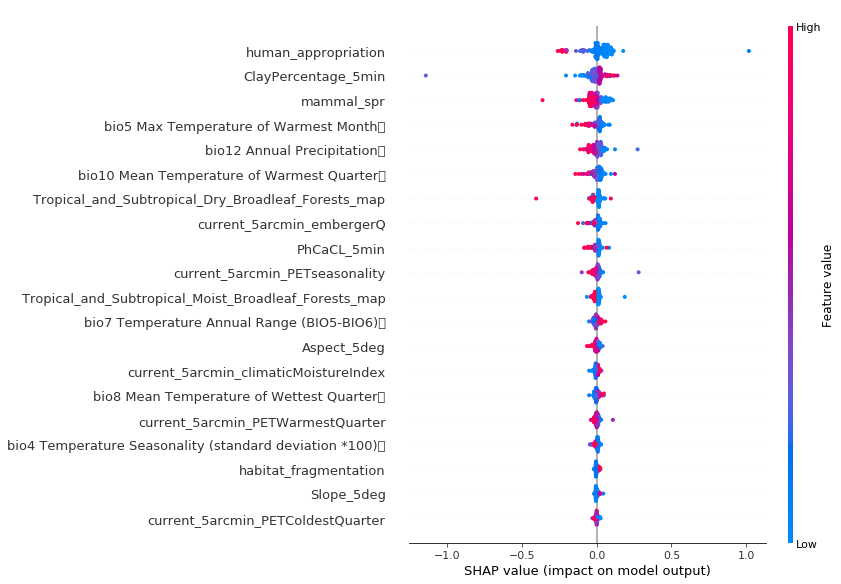 High
human_appropriation
ClayPercentage_5min
mammal_spr
bio5 Max Temperature of Warmest Month
bio12 Annual Precipitation
bio10 Mean Temperature of Warmest Quarter
Tropical_and_Subtropical_Dry_Broadleaf_Forests_map
current_5arcmin_embergerQ
PhCaCL_5min
current_5arcmin_PETseasonality
Tropical_and_Subtropical_Moist_Broadleaf_Forests_map
bio7 Temperature Annual Range (BIO5-BIO6)
Aspect_5deg
current_5arcmin_climaticMoistureIndex
bio8 Mean Temperature of Wettest Quarter
current_5arcmin_PETWarmestQuarter
bio4 Temperature Seasonality (standard deviation *100)
habitat_fragmentation
Slope_5deg
current_5arcmin_PETColdestQuarter
Feature value
Low
−1.0 −0.5 0.0 0.5 1.0
SHAP value (impact on model output)